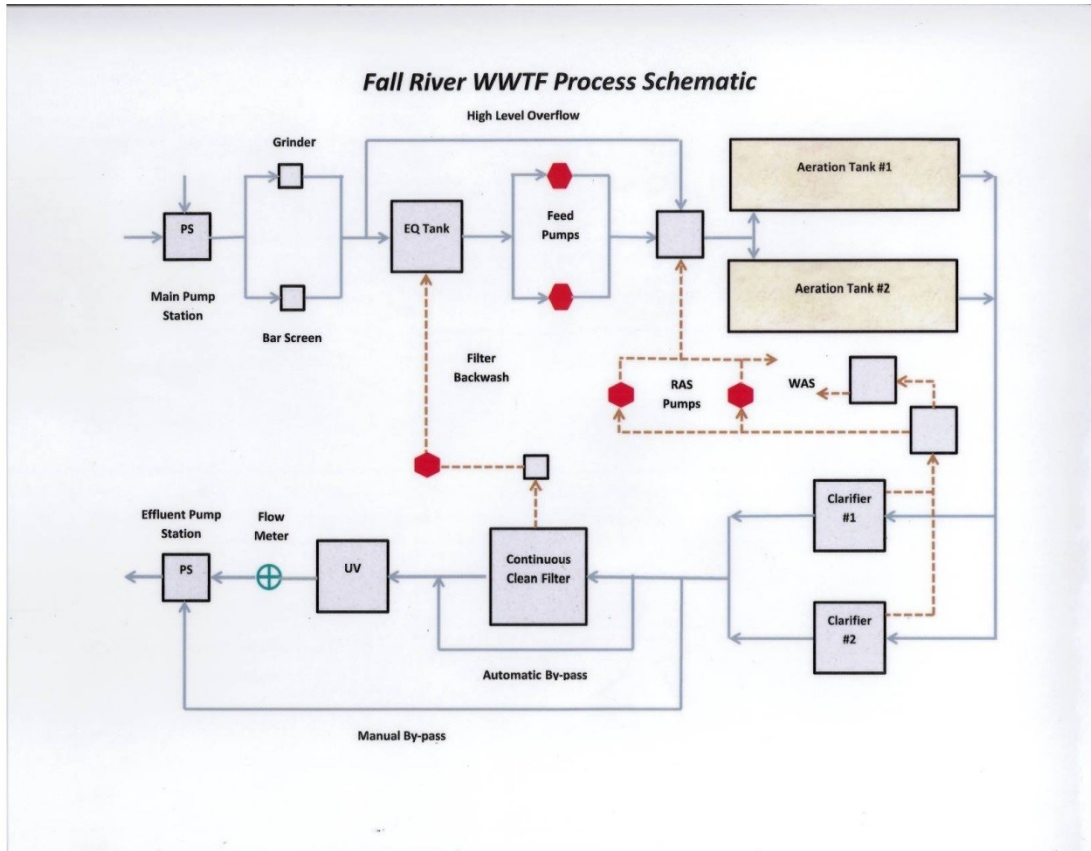 Fall River WWTF Process Schematic
High Level Overflow
Grinder
Aeration Tank #1
PS
EQ Tank
Feed
Pumps
Main Pump
Station
Bar Screen
Aeration Tank #2
Filter
Backwash
RAS
Pumps
WAS
Effluent Pump
Station
Flow
Meter
Clarifier
#1
PS
UV
Continuous
Clean Filter
Clarifier
#2
Automatic By-pass
Manual By-pass